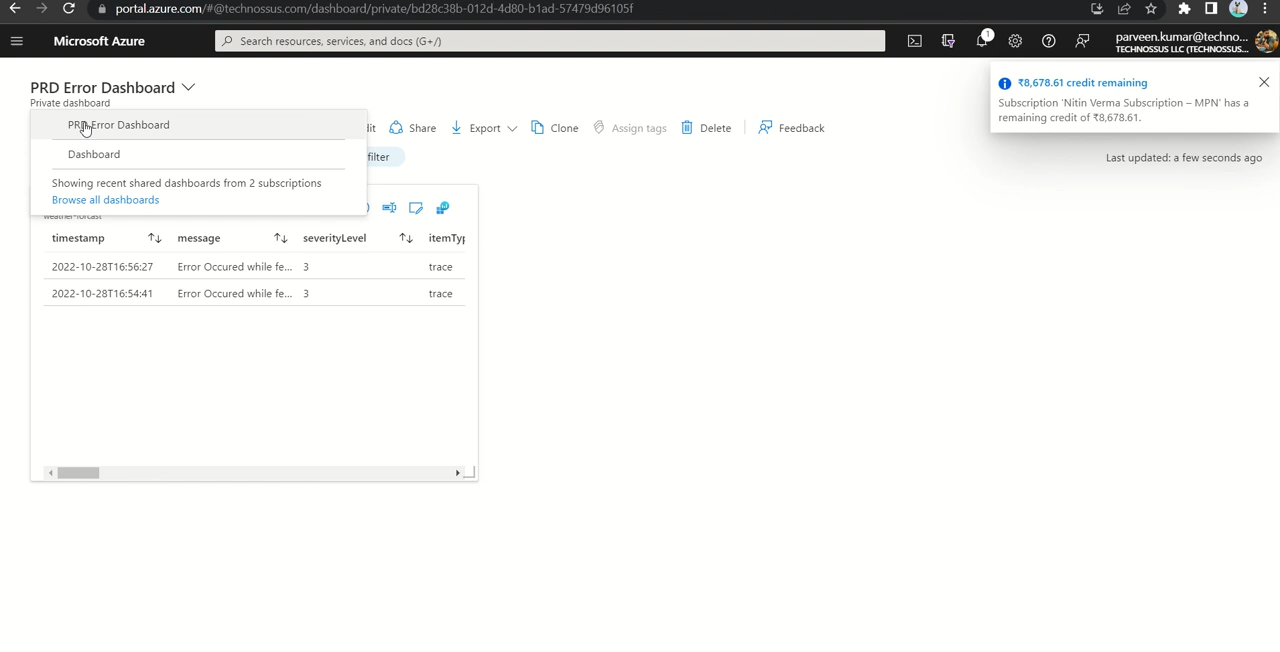 portal.azure.com/#@technossus.com/dashboard/private/bd28c38b-012d-4d80-b1ad-57479d96105f
Microsoft Azure
Search resources, services, and docs (G+/)
1
parveen.kumar@techno...
TECHNOSSUS LLC (TECHNOSSUS...
PRD Error Dashboard
Private dashboard
₹8,678.61 credit remaining
Subscription 'Nitin Verma Subscription – MPN' has a
remaining credit of ₹8,678.61.
PRD Error Dashboard
Share
Export
Clone
Assign tags
Delete
Feedback
Dashboard
filter
Last updated: a few seconds ago
Showing recent shared dashboards from 2 subscriptions
Browse all dashboards
weather-forcast
timestamp message severityLevel itemTyp
2022-10-28T16:56:27 Error Occured while fe... 3 trace
2022-10-28T16:54:41 Error Occured while fe... 3 trace